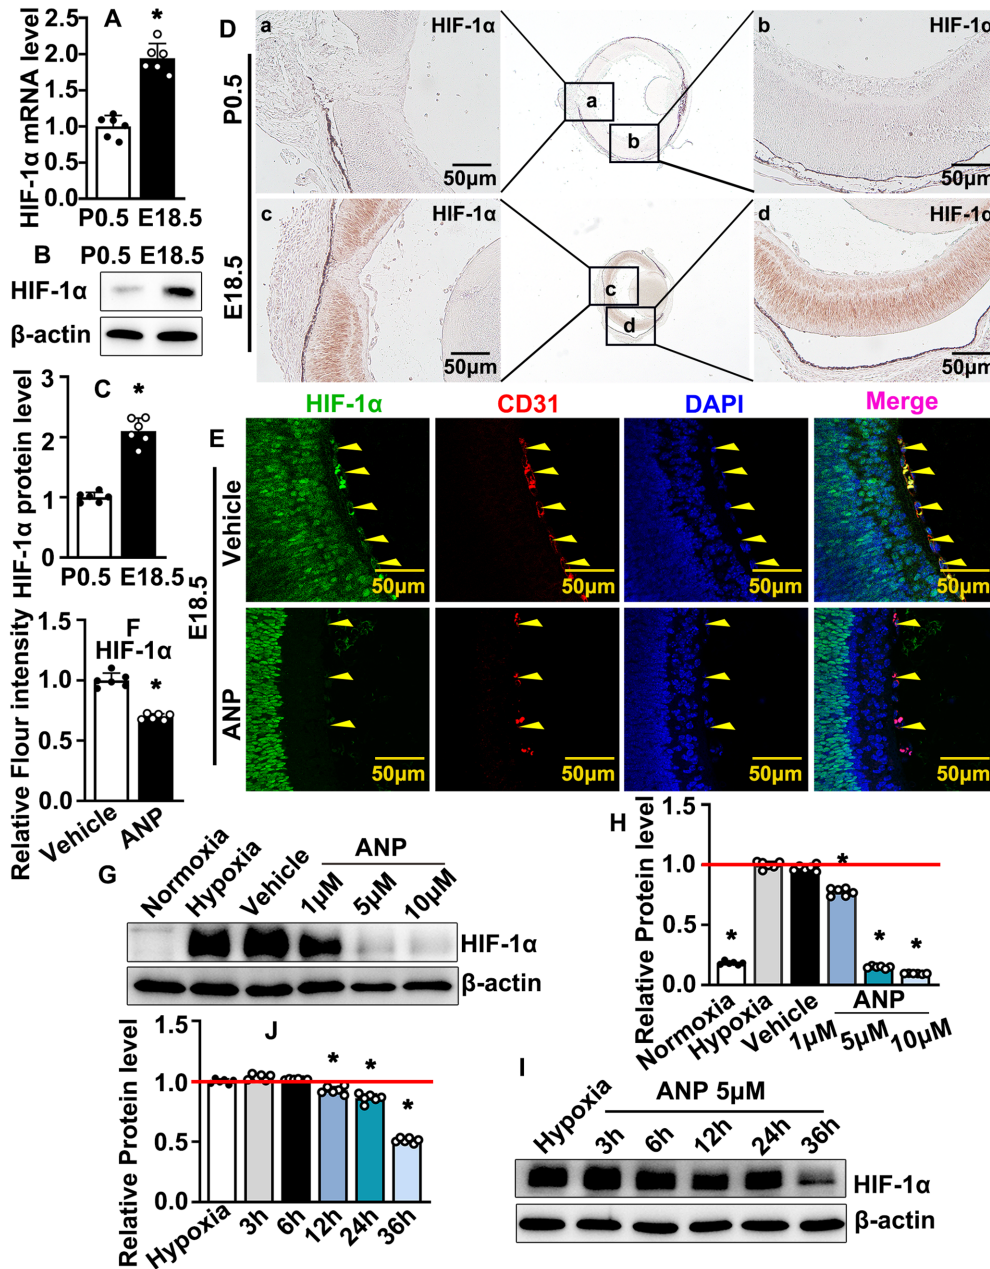 A
HIF-1α mRNA level
2.5
2.0
1.5
1.0
0.5
0.0
*
P0.5 E18.5
B
P0.5 E18.5
HIF-1α
β-actin
C
HIF-1α protein level
3
2
1
0
*
P0.5 E18.5
D
P0.5
E18.5
a
HIF-1α
50μm
a
b
b
HIF-1α
50μm
c
HIF-1α
50μm
c
d
d
HIF-1α
50μm
E
HIF-1α
CD31
DAPI
Merge
E18.5
Vehicle
50μm
50μm
50μm
50μm
ANP
50μm
50μm
50μm
50μm
F
HIF-1α
Relative Flour intensity
1.5
1.0
0.5
0.0
*
Vehicle
ANP
G
Normoxia
Hypoxia
Vehicle
ANP
1μM
5μM
10μM
HIF-1α
β-actin
H
Relative Protein level
1.5
1.0
0.5
0.0
*
*
*
*
Normoxia
Hypoxia
Vehicle
ANP
1μM
5μM
10μM
J
Relative Protein level
1.5
1.0
0.5
0.0
*
*
*
Hypoxia
3h
6h
12h
24h
36h
I
Hypoxia
ANP 5μM
3h
6h
12h
24h
36h
HIF-1α
β-actin